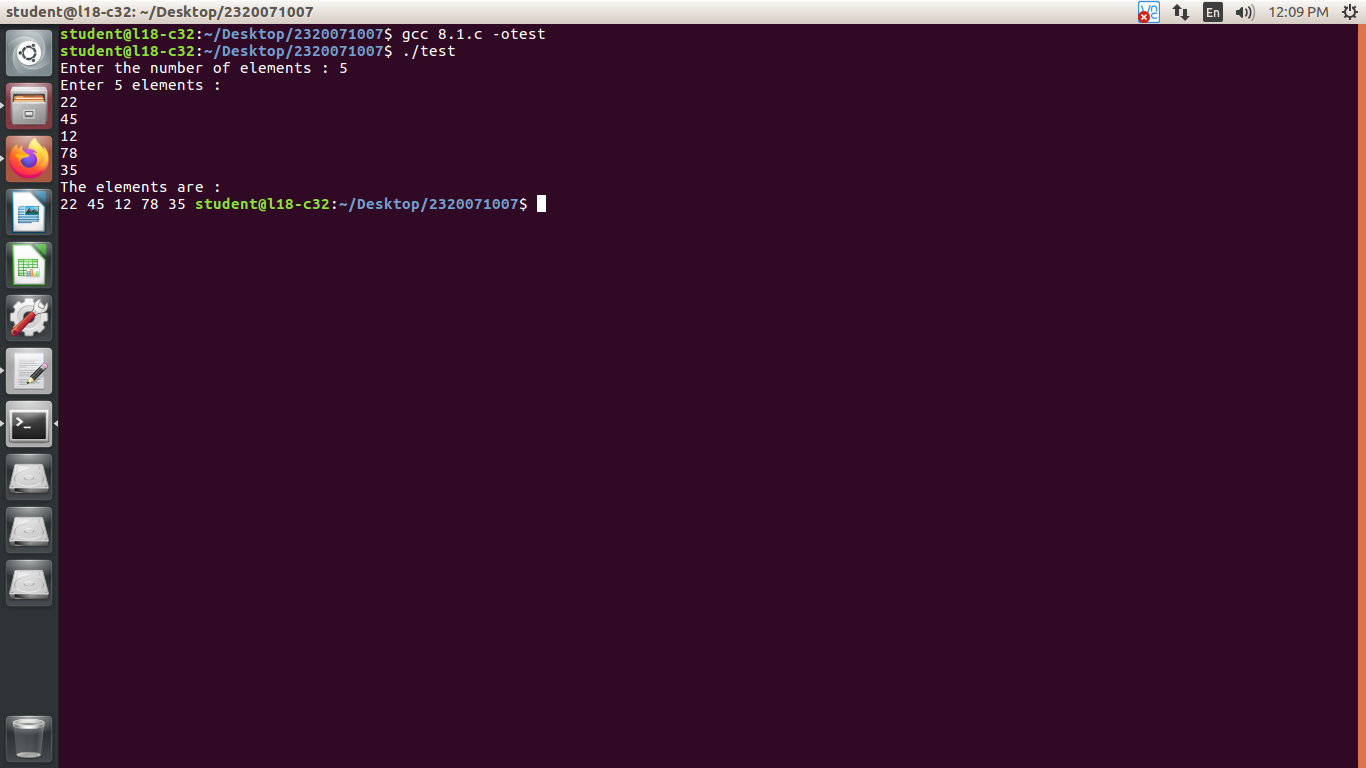 student@l18-c32: ~/Desktop/2320071007
En
12:09 PM
student@l18-c32:~/Desktop/2320071007$ gcc 8.1.c -otest
student@l18-c32:~/Desktop/2320071007$ ./test
Enter the number of elements : 5
Enter 5 elements :
22
45
12
78
35
The elements are :
22 45 12 78 35 student@l18-c32:~/Desktop/2320071007$